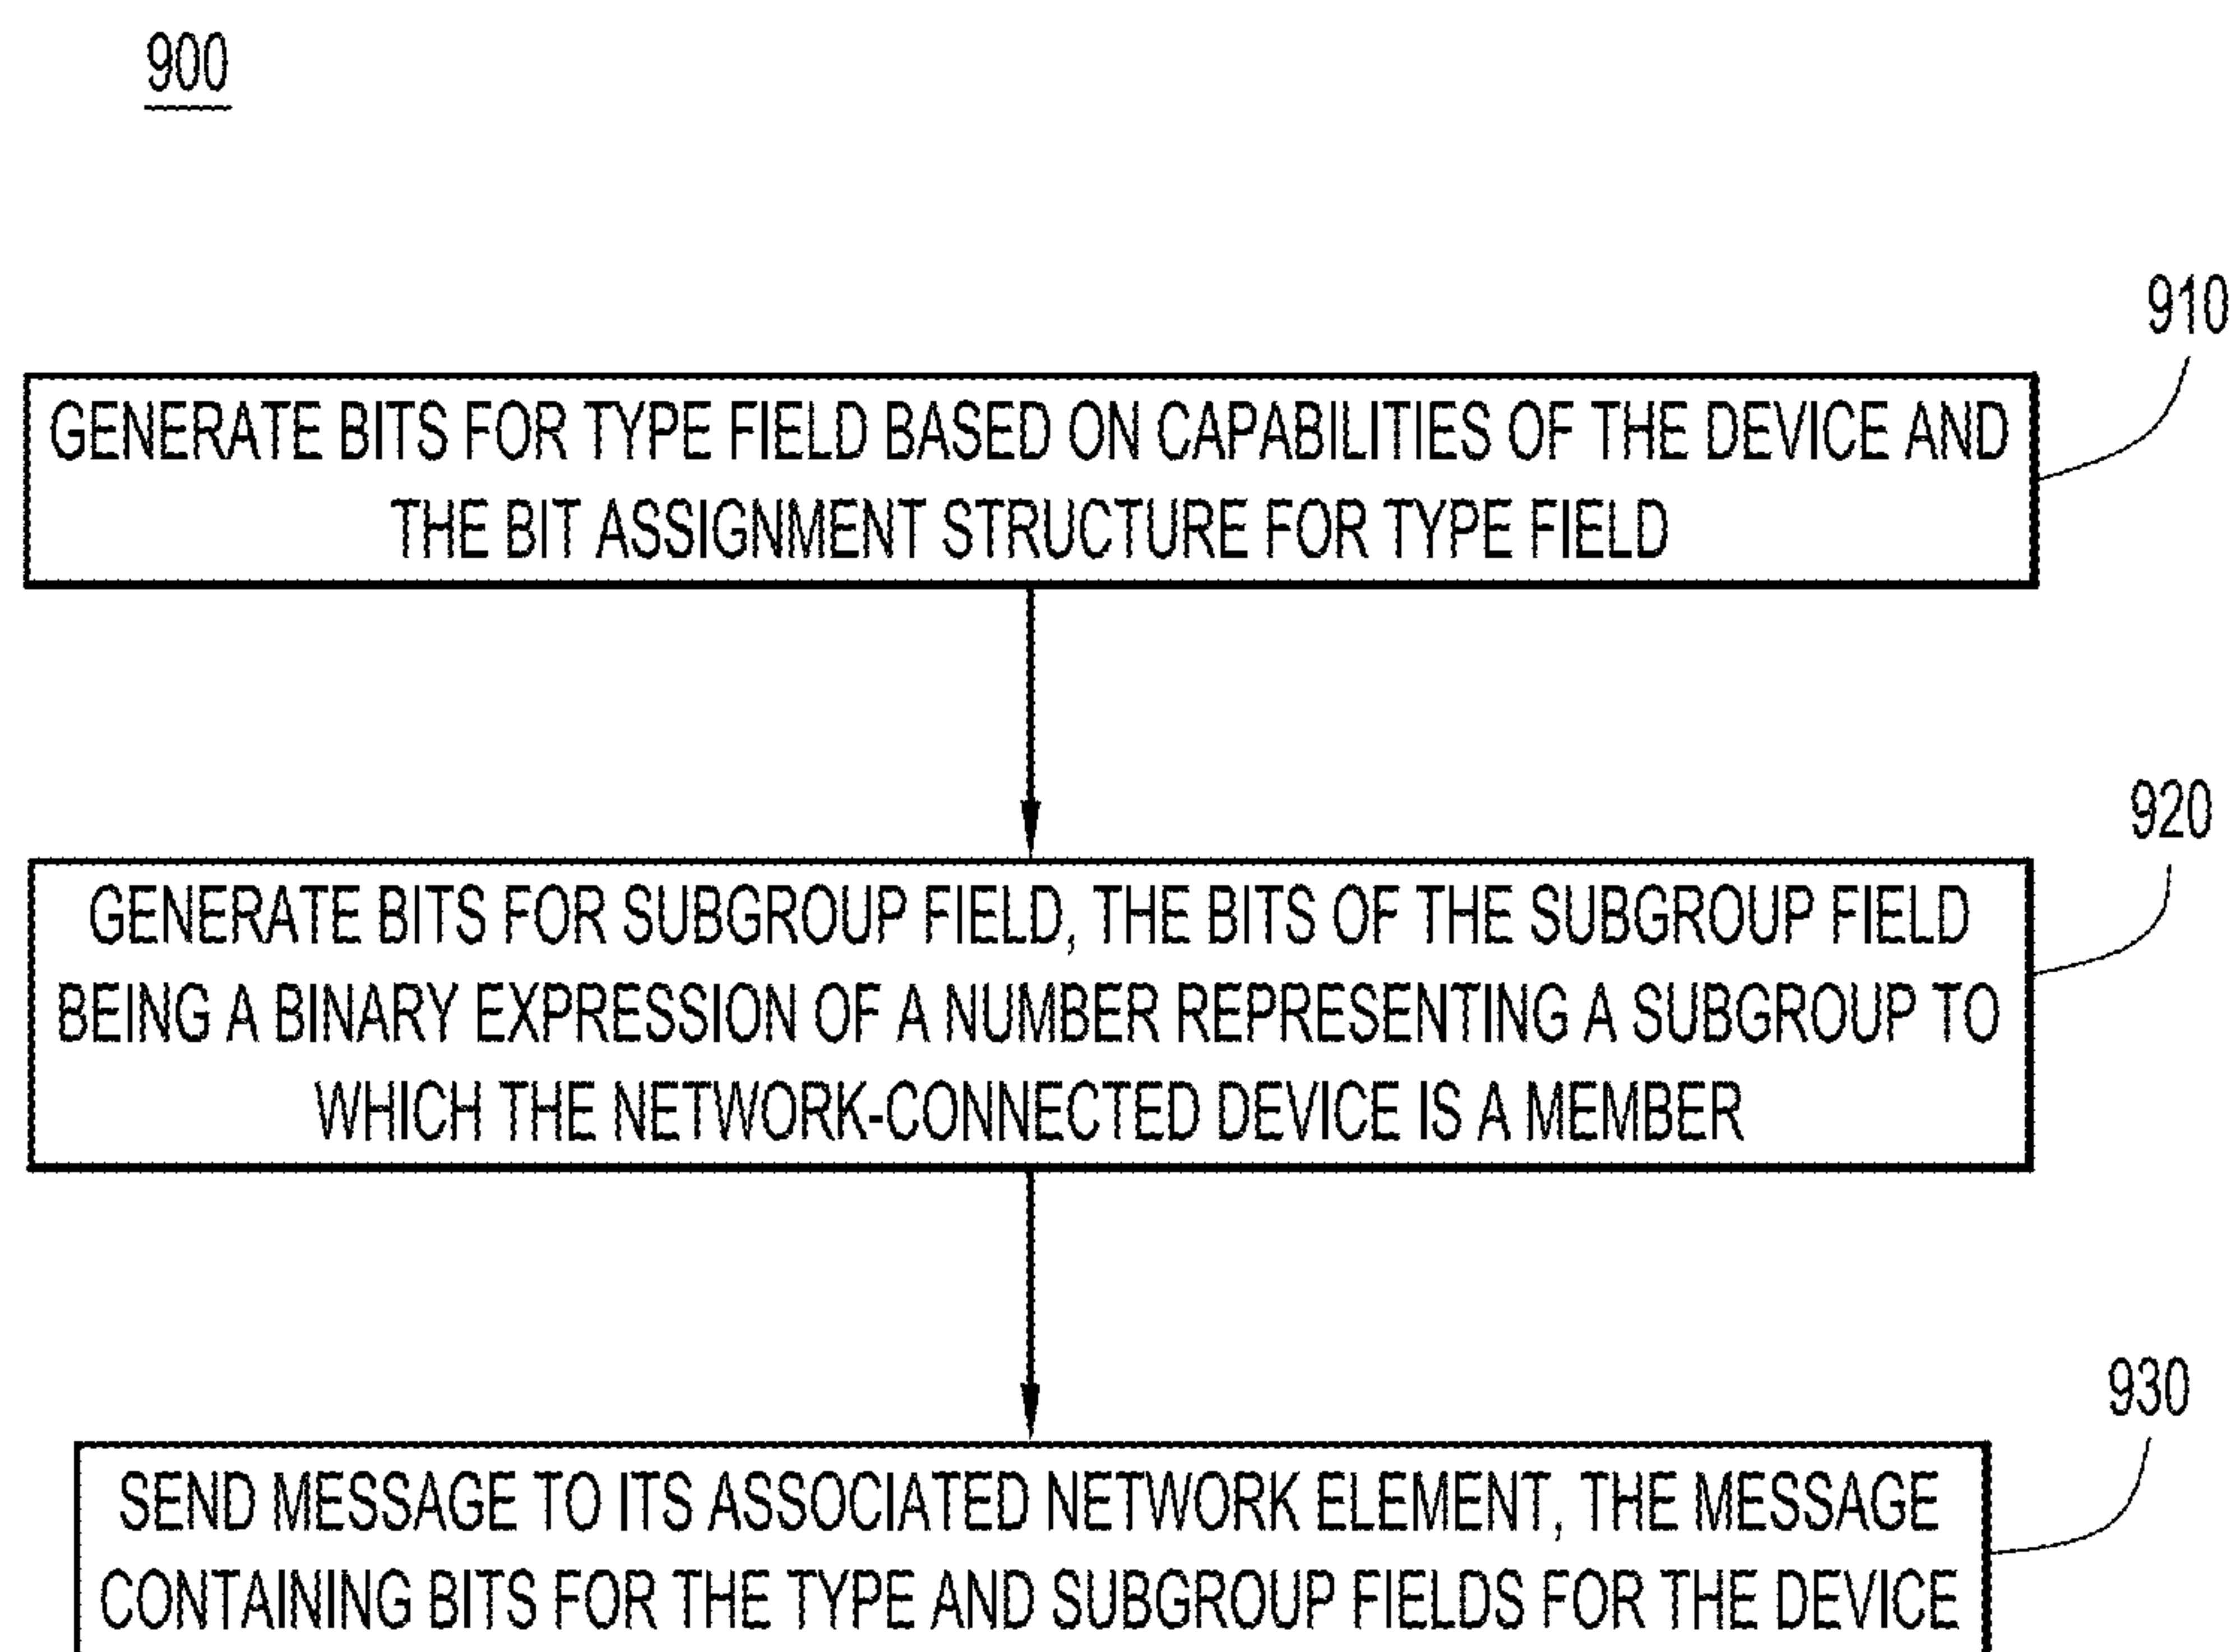 900
910
GENERATE BITS FOR TYPE FIELD BASED ON CAPABILITIES OF THE DEVICE AND
THE BIT ASSIGNMENT STRUCTURE FOR TYPE FIELD
920
GENERATE BITS FOR SUBGROUP FIELD, THE BITS OF THE SUBGROUP FIELD
BEING A BINARY EXPRESSION OF A NUMBER REPRESENTING A SUBGROUP TO
WHICH THE NETWORK-CONNECTED DEVICE IS A MEMBER
930
SEND MESSAGE TO ITS ASSOCIATED NETWORK ELEMENT, THE MESSAGE
CONTAINING BITS FOR THE TYPE AND SUBGROUP FIELDS FOR THE DEVICE